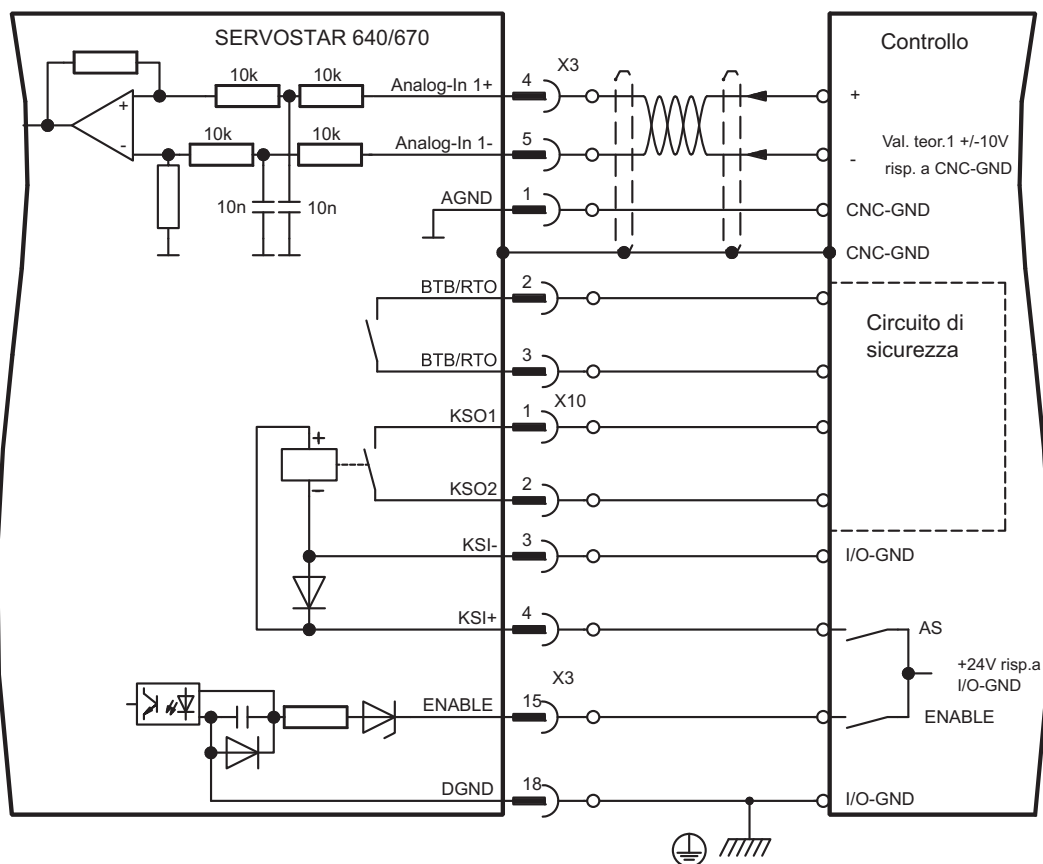 SERVOSTAR 640/670
Controllo
X3
10k
10k
Analog-In 1+
4
+
+
10k
10k
Analog-In 1-
5
-
-
Val. teor.1 +/-10V
risp. a CNC-GND
10n
10n
AGND
1
CNC-GND
CNC-GND
BTB/RTO
2
Circuito di
sicurezza
BTB/RTO
3
X10
KSO1
1
+
KSO2
2
-
KSI-
3
I/O-GND
KSI+
4
AS
+24V risp.a
I/O-GND
X3
ENABLE
15
ENABLE
DGND
18
I/O-GND